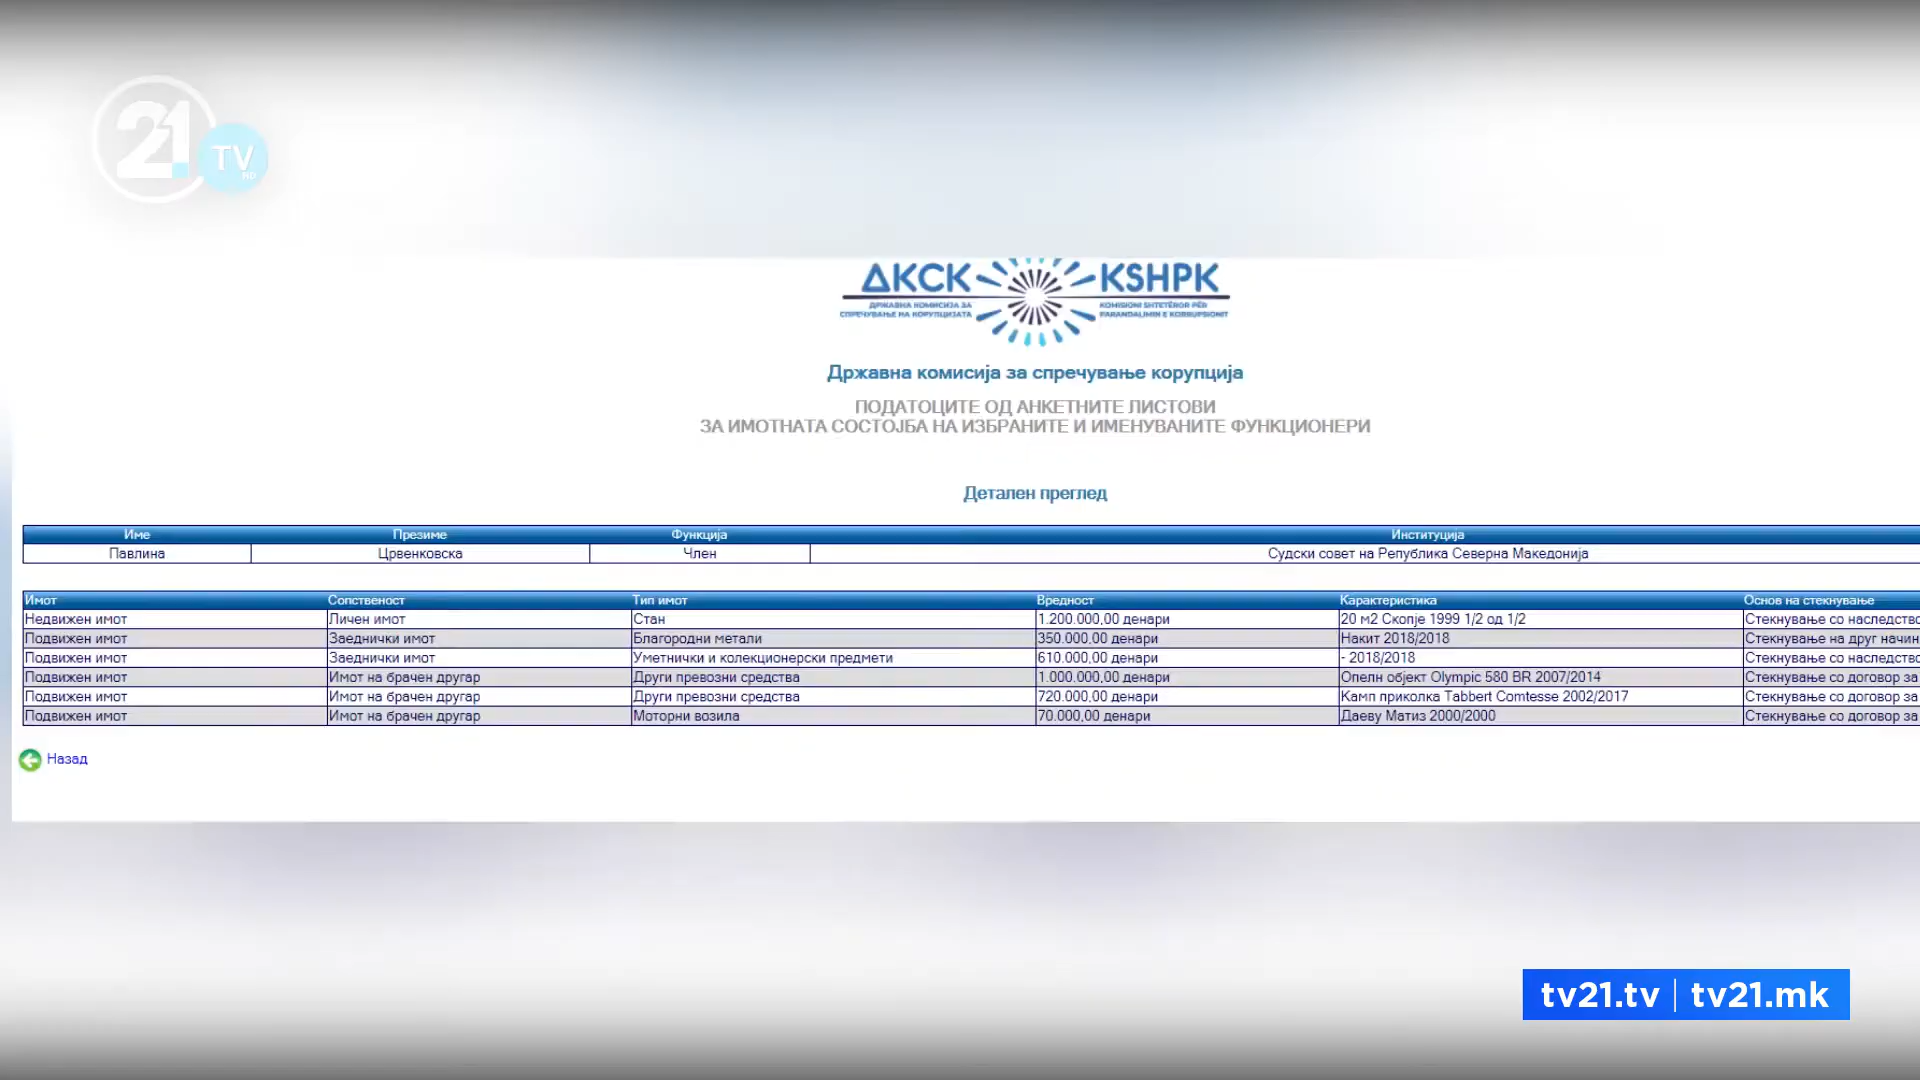 21 TV HD
ДКСК KSHPK
ДРЖАВНА КОМИСИЈА ЗА СПРЕЧУВАЊЕ НА КОРУПЦИЈАТА
KOMISIONI SHTETËROR PËR PARANDALIMIN E KORRUPSIONIT
Државна комисија за спречување корупција
ПОДАТОЦИТЕ ОД АНКЕТНИТЕ ЛИСТОВИ
ЗА ИМОТНАТА СОСТОЈБА НА ИЗБРАНИТЕ И ИМЕНУВАНИТЕ ФУНКЦИОНЕРИ
Детален преглед
Име Презиме Функција Институција
Павлина Црвенковска Член Судски совет на Република Северна Македонија
Имот Сопственост Тип имот Вредност Карактеристика Основ на стекнување
Недвижен имот Личен имот Стан 1.200.000,00 денари 20 м2 Скопје 1999 1/2 од 1/2 Стекнување со наследство
Подвижен имот Заеднички имот Благородни метали 350.000,00 денари Накит 2018/2018 Стекнување на друг начин
Подвижен имот Заеднички имот Уметнички и колекционерски предмети 610.000,00 денари - 2018/2018 Стекнување со наследство
Подвижен имот Имот на брачен другар Други превозни средства 1.000.000,00 денари Опелн објект Olympic 580 BR 2007/2014 Стекнување со договор за
Подвижен имот Имот на брачен другар Други превозни средства 720.000,00 денари Камп приколка Tabbert Comtesse 2002/2017 Стекнување со договор за
Подвижен имот Имот на брачен другар Моторни возила 70.000,00 денари Даеву Матиз 2000/2000 Стекнување со договор за
Назад
tv21.tv | tv21.mk